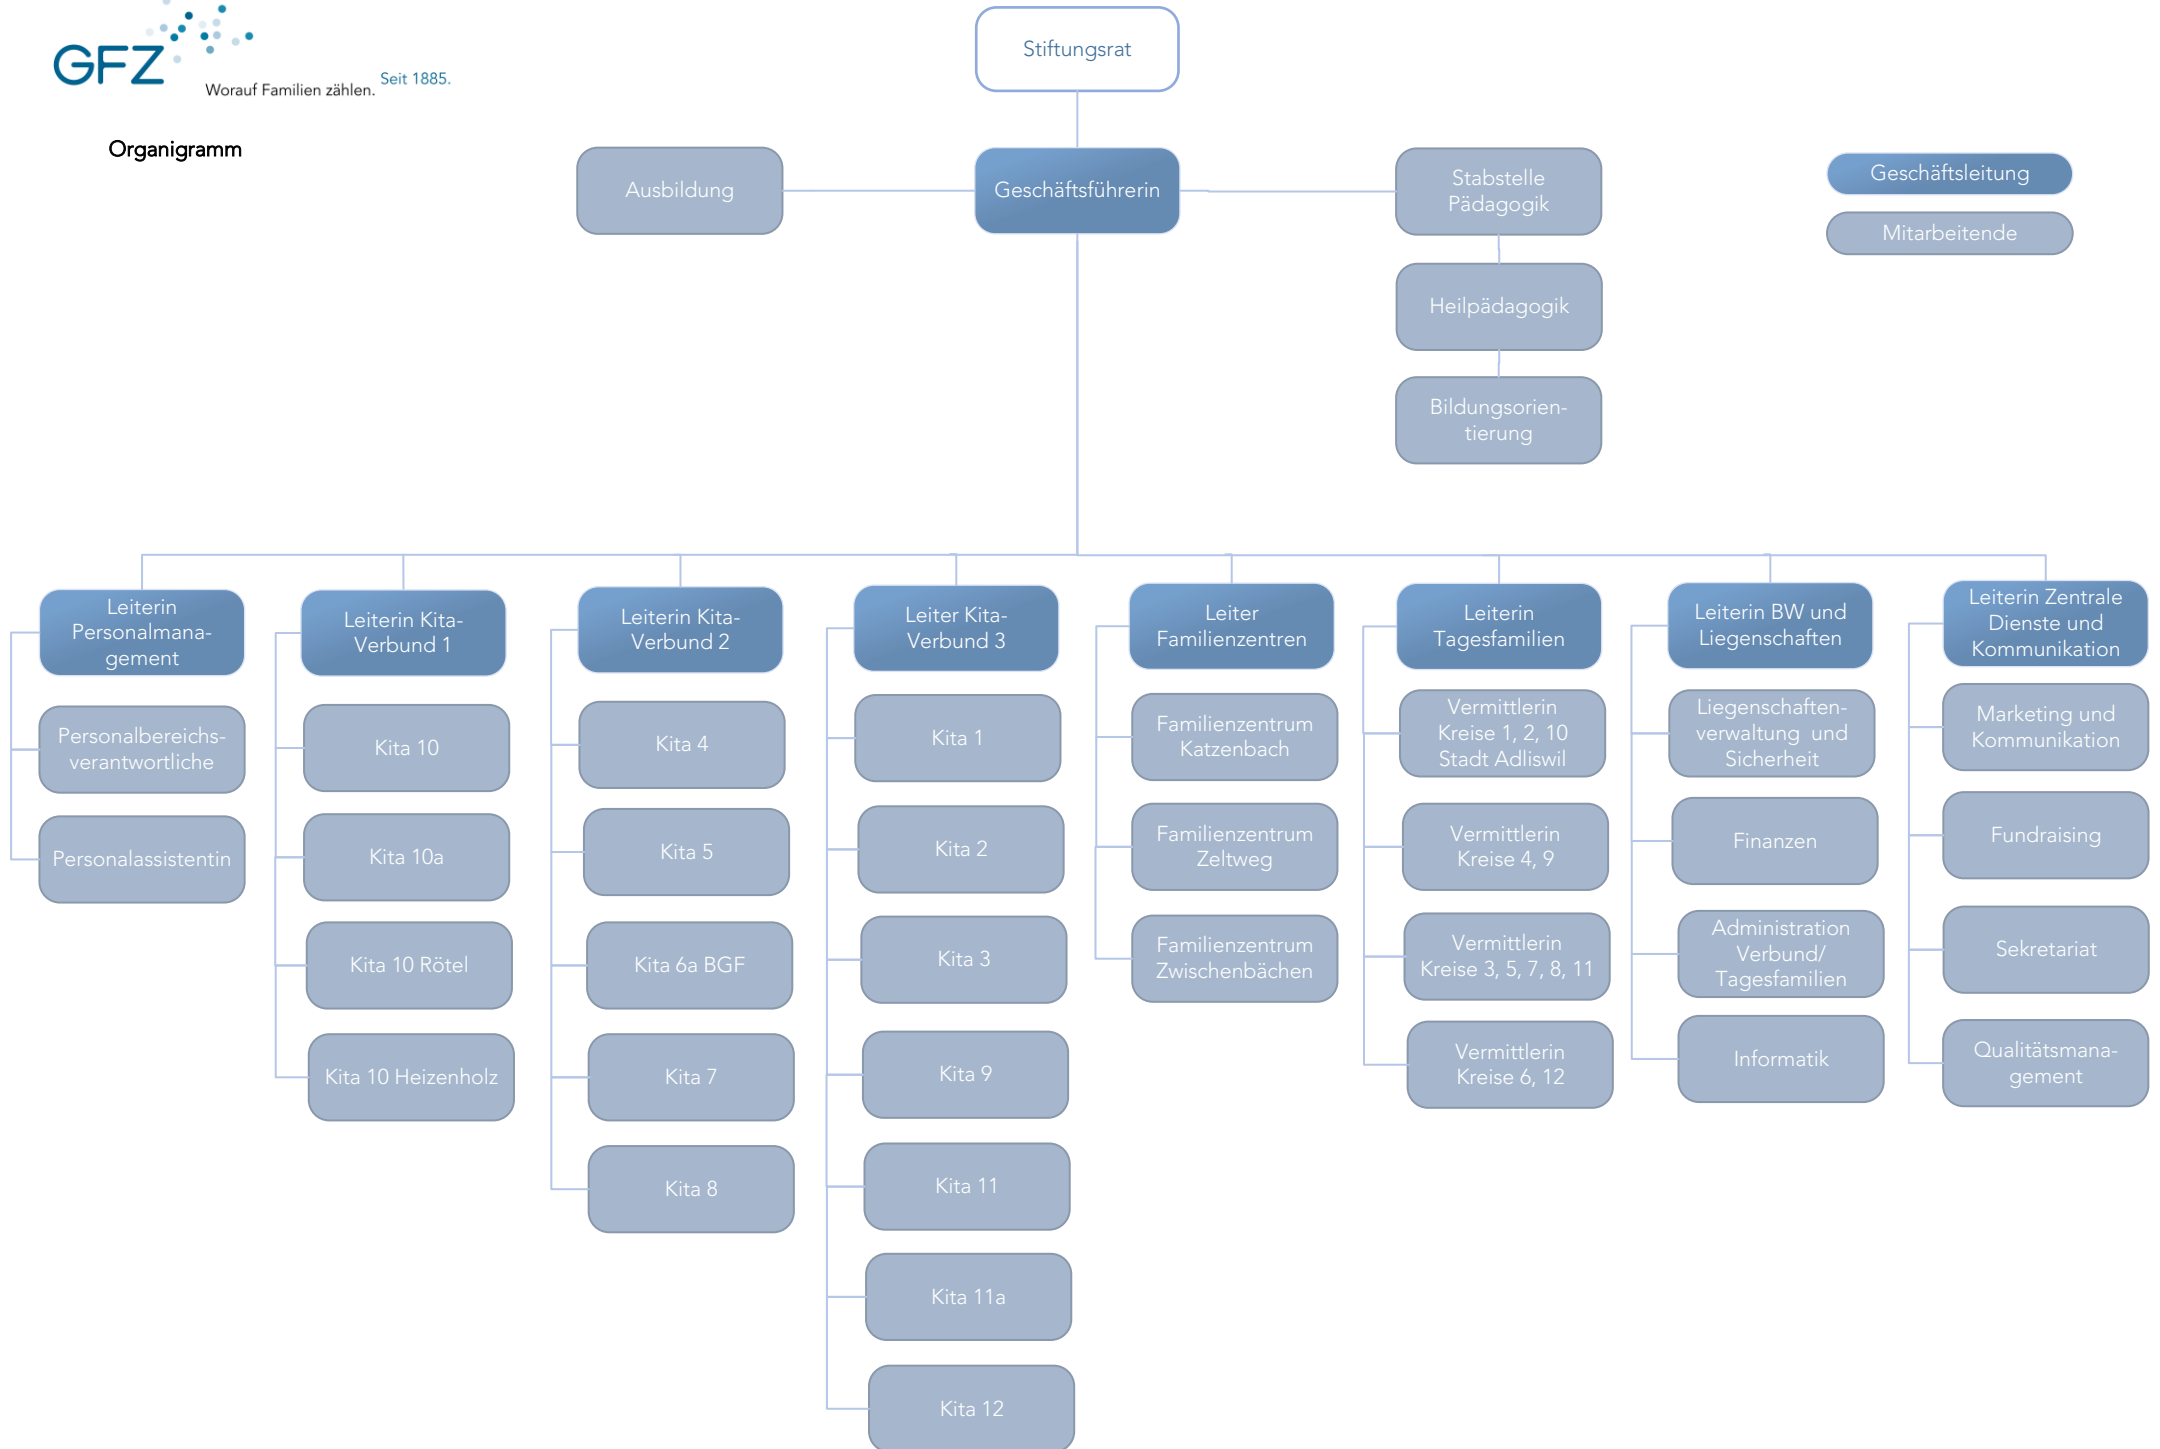 GFZ
Worauf Familien zählen. Seit 1885.
Organigramm
Stiftungsrat
Ausbildung
Geschäftsführerin
Stabstelle
Pädagogik
Heilpädagogik
Bildungsorien-
tierung
Geschäftsleitung
Mitarbeitende
Leiterin
Personalmana-
gement
Personalbereichs-
verantwortliche
Personalassistentin
Leiterin Kita-
Verbund 1
Kita 10
Kita 10a
Kita 10 Rötel
Kita 10 Heizenholz
Leiterin Kita-
Verbund 2
Kita 4
Kita 5
Kita 6a BGF
Kita 7
Kita 8
Leiter Kita-
Verbund 3
Kita 1
Kita 2
Kita 3
Kita 9
Kita 11
Kita 11a
Kita 12
Leiter
Familienzentren
Familienzentrum
Katzenbach
Familienzentrum
Zeltweg
Familienzentrum
Zwischenbächen
Leiterin
Tagesfamilien
Vermittlerin
Kreise 1, 2, 10
Stadt Adliswil
Vermittlerin
Kreise 4, 9
Vermittlerin
Kreise 3, 5, 7, 8, 11
Vermittlerin
Kreise 6, 12
Leiterin BW und
Liegenschaften
Liegenschaften-
verwaltung und
Sicherheit
Finanzen
Administration
Verbund/
Tagesfamilien
Informatik
Leiterin Zentrale
Dienste und
Kommunikation
Marketing und
Kommunikation
Fundraising
Sekretariat
Qualitätsmana-
gement